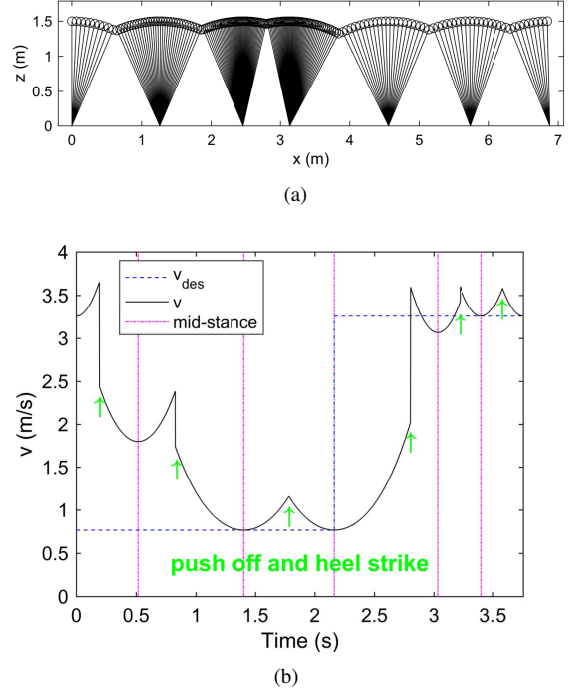 z (m)
1.5
1
0.5
0
0 1 2 3 4 5 6 7
x (m)
(a)
v (m/s)
4
3.5
3
2.5
2
1.5
1
0.5
0
v_des
v
mid-stance
push off and heel strike
0 0.5 1 1.5 2 2.5 3 3.5
Time (s)
(b)